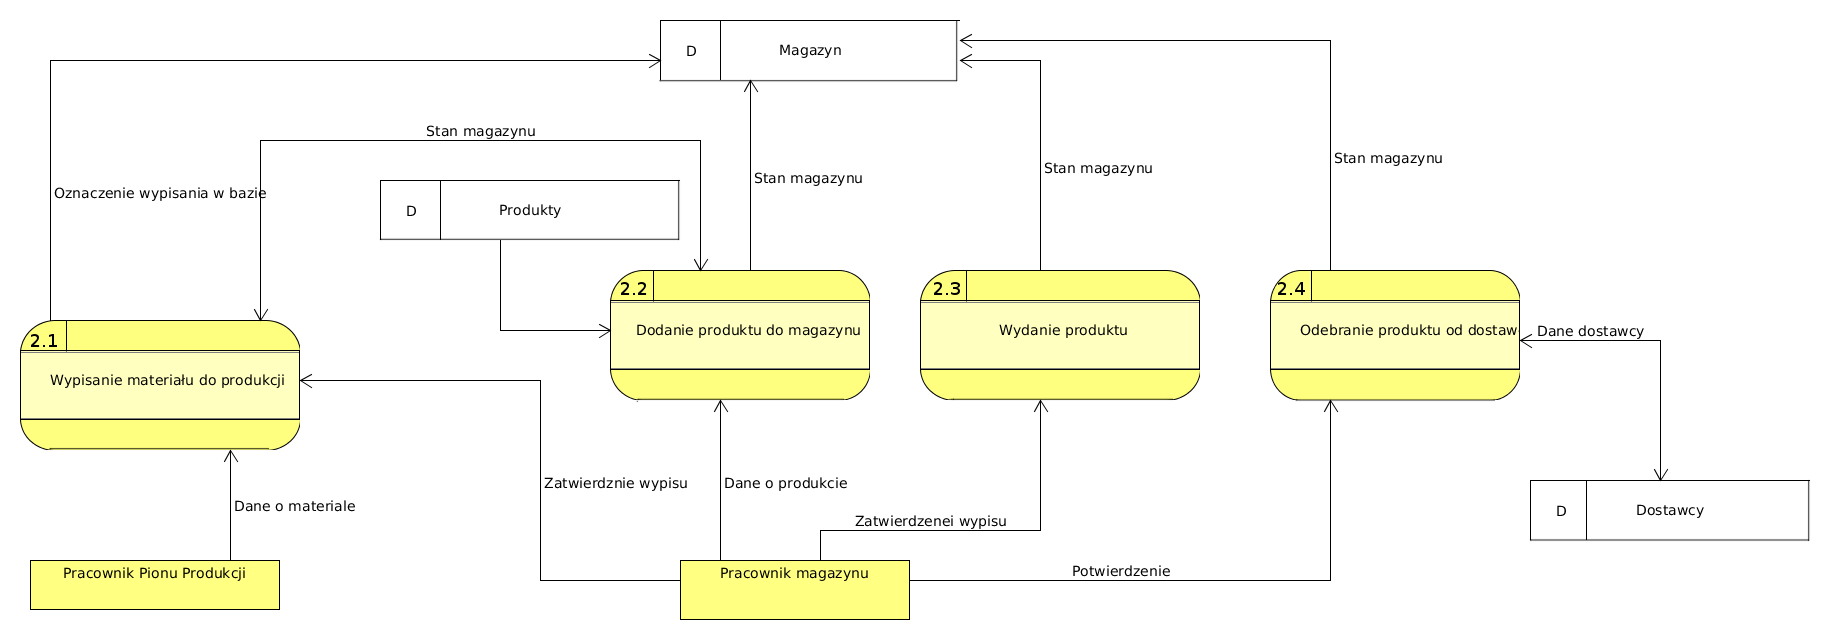 D
Magazyn
Stan magazynu
Oznaczenie wypisania w bazie
Stan magazynu
Stan magazynu
Stan magazynu
D
Produkty
2.1
Wypisanie materiału do produkcji
2.2
Dodanie produktu do magazynu
2.3
Wydanie produktu
2.4
Odebranie produktu od dostaw
Dane dostawcy
Dane o materiale
Zatwierdznie wypisu
Dane o produkcie
Zatwierdzenei wypisu
D
Dostawcy
Pracownik Pionu Produkcji
Pracownik magazynu
Potwierdzenie